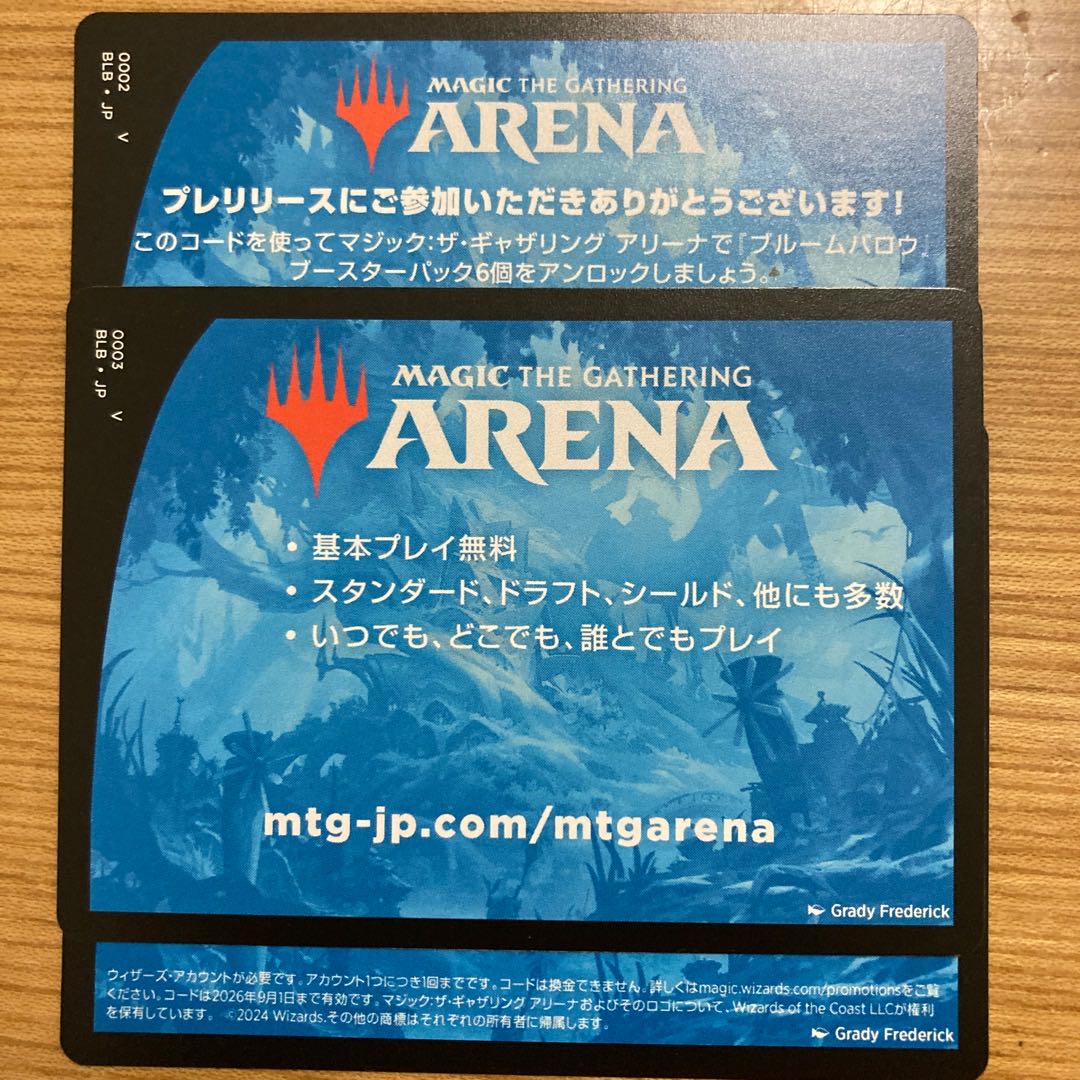 0002
BLB • JP V
MAGIC THE GATHERING
ARENA
プレリリースにご参加いただきありがとうございます!
このコードを使ってマジック:ザ・ギャザリング アリーナで『ブルームバロウ』
ブースターパック6個をアンロックしましょう。
0003
BLB • JP V
MAGIC THE GATHERING
ARENA
• 基本プレイ無料
• スタンダード、ドラフト、シールド、他にも多数
• いつでも、どこでも、誰とでもプレイ
mtg-jp.com/mtgarena
Grady Frederick
ウィザーズ・アカウントが必要です。アカウント1つにつき1回までです。コードは換金できません。詳しくはmagic.wizards.com/promotionsをご覧
ください。コードは2026年9月1日まで有効です。マジック:ザ・ギャザリング アリーナおよびそのロゴについて、Wizards of the Coast LLCが権利
を保有しています。 ©2024 Wizards.その他の商標はそれぞれの所有者に帰属します。
Grady Frederick